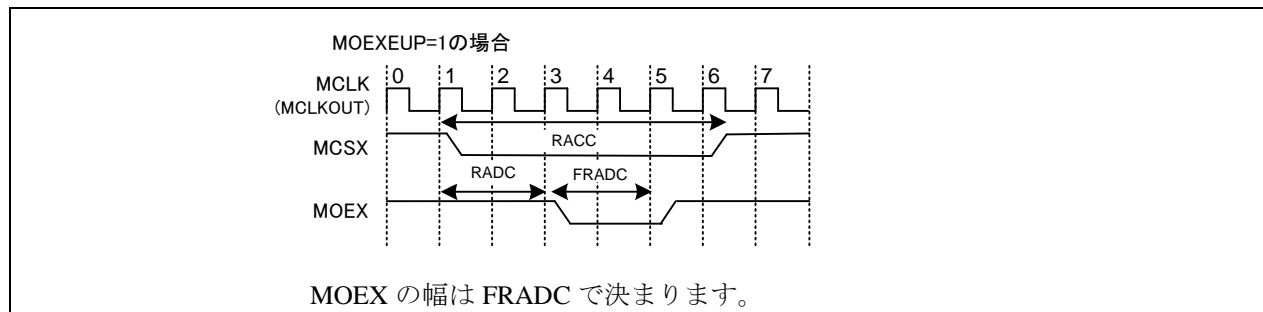 MOEXEUP=1の場合
MCLK
(MCLKOUT)
0 1 2 3 4 5 6 7
RACC
MCSX
RADC FRADC
MOEX
MOEX の幅は FRADC で決まります。